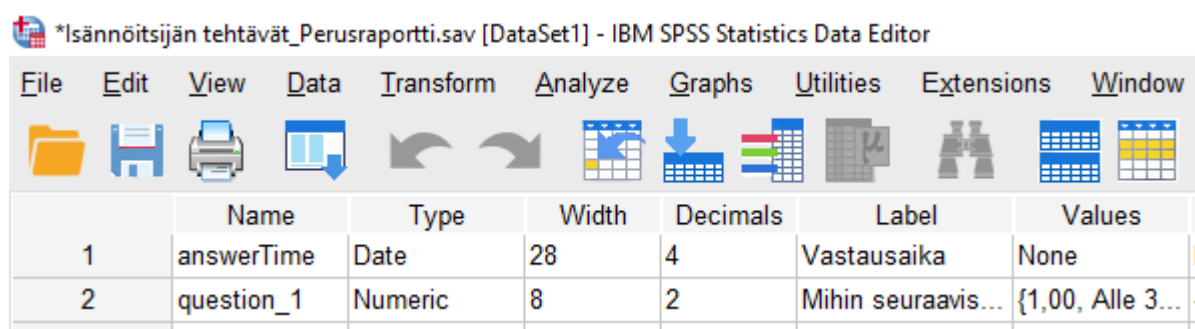 *Isännöitsijän tehtävät_Perusraportti.sav [DataSet1] - IBM SPSS Statistics Data Editor
File Edit View Data Transform Analyze Graphs Utilities Extensions Window
Name Type Width Decimals Label Values
1 answerTime Date 28 4 Vastausaika None
2 question_1 Numeric 8 2 Mihin seuraavis... {1,00, Alle 3...